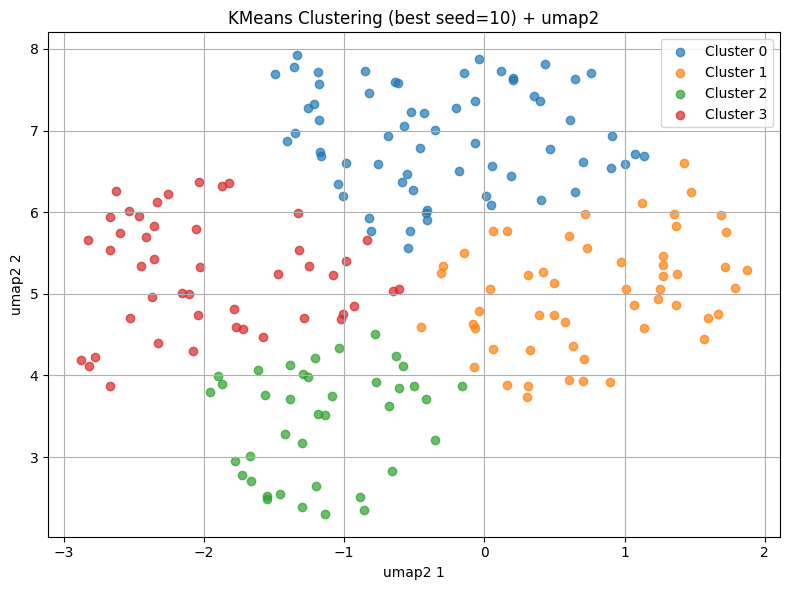 KMeans Clustering (best seed=10) + umap2
Cluster 0
Cluster 1
Cluster 2
Cluster 3
8
7
6
5
4
3
umap2 2
−3
−2
−1
0
1
2
umap2 1